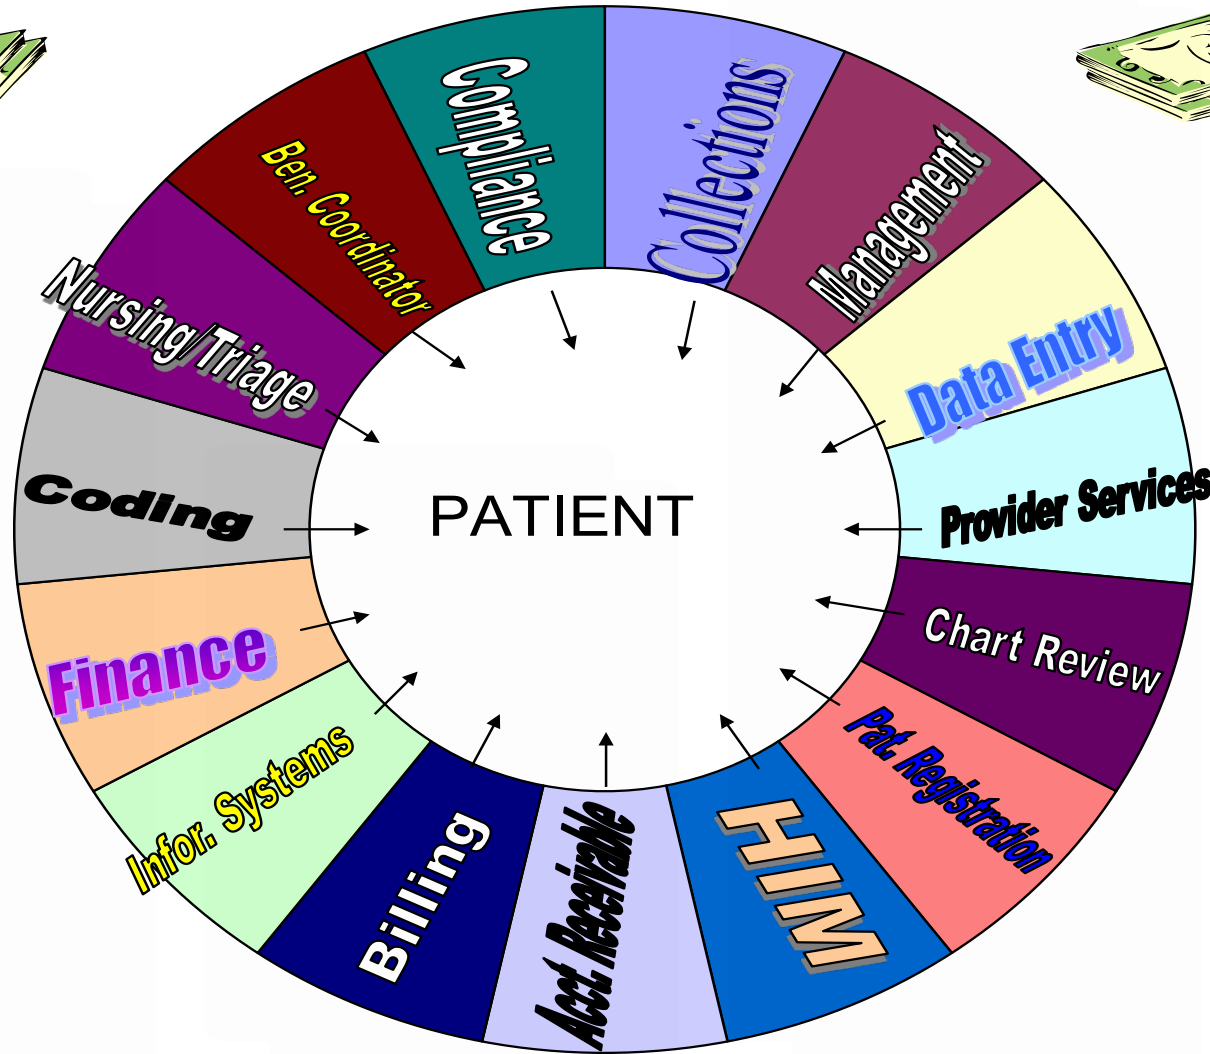 Collections
Management
Data Entry
Provider Services
Chart Review
Pat. Registration
HIM
Acct Receivable
Billing
Infor. Systems
Finance
Coding
Nursing/Triage
Ben. Coordinator
Compliance
PATIENT